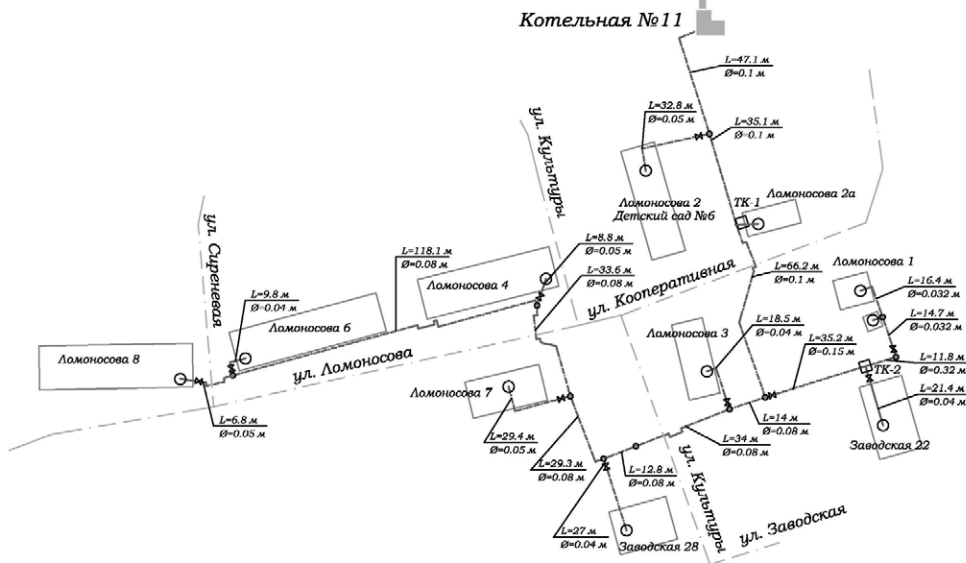 Котельная №11
L=47.1 м
Ø=0.1 м
L=32.8 м
Ø=0.05 м
L=35.1 м
Ø=0.1 м
ул. Культуры
Ломоносова 2
Детский сад №6
ТК-1
Ломоносова 2а
ул. Сиреневая
L=118.1 м
Ø=0.08 м
L=8.8 м
Ø=0.05 м
L=33.6 м
Ø=0.08 м
Ломоносова 4
ул. Кооперативная
L=66.2 м
Ø=0.1 м
Ломоносова 1
L=16.4 м
Ø=0.032 м
L=9.8 м
Ø=0.04 м
Ломоносова 6
L=18.5 м
Ø=0.04 м
L=14.7 м
Ø=0.032 м
Ломоносова 3
L=35.2 м
Ø=0.15 м
Ломоносова 8
ул. Ломоносова
L=11.8 м
Ø=0.32 м
ТК-2
Ломоносова 7
L=21.4 м
Ø=0.04 м
L=6.8 м
Ø=0.05 м
L=14 м
Ø=0.08 м
L=29.4 м
Ø=0.05 м
L=34 м
Ø=0.08 м
Заводская 22
L=29.3 м
Ø=0.08 м
L=12.8 м
Ø=0.08 м
ул. Культуры
ул. Заводская
L=27 м
Ø=0.04 м
Заводская 28